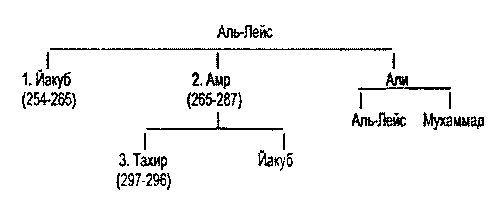 Аль-Лейс
1. Йакуб 2. Амр Али
(254-265) (265-287)
Аль-Лейс Мухаммад
3. Тахир Йакуб
(297-296)